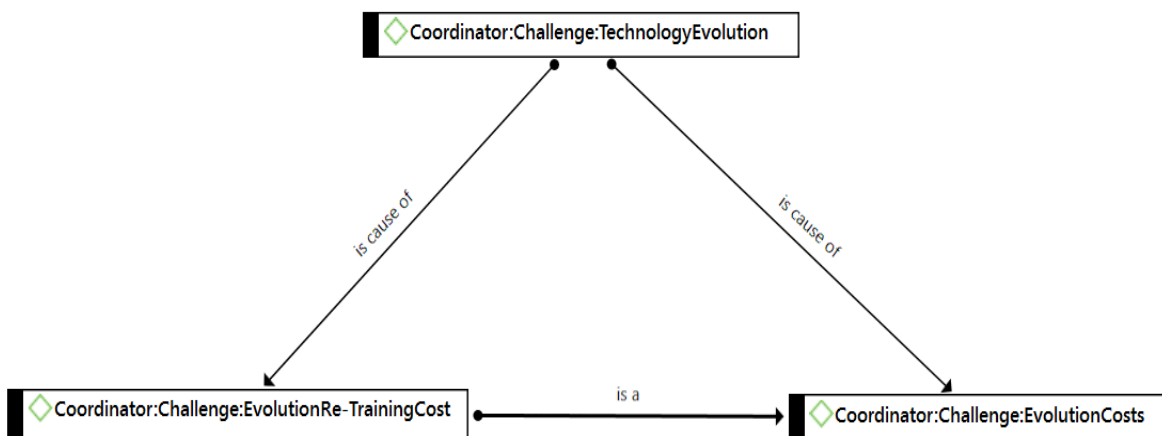 Coordinator:Challenge:TechnologyEvolution
is cause of
is cause of
is a
Coordinator:Challenge:EvolutionRe-TrainingCost
Coordinator:Challenge:EvolutionCosts